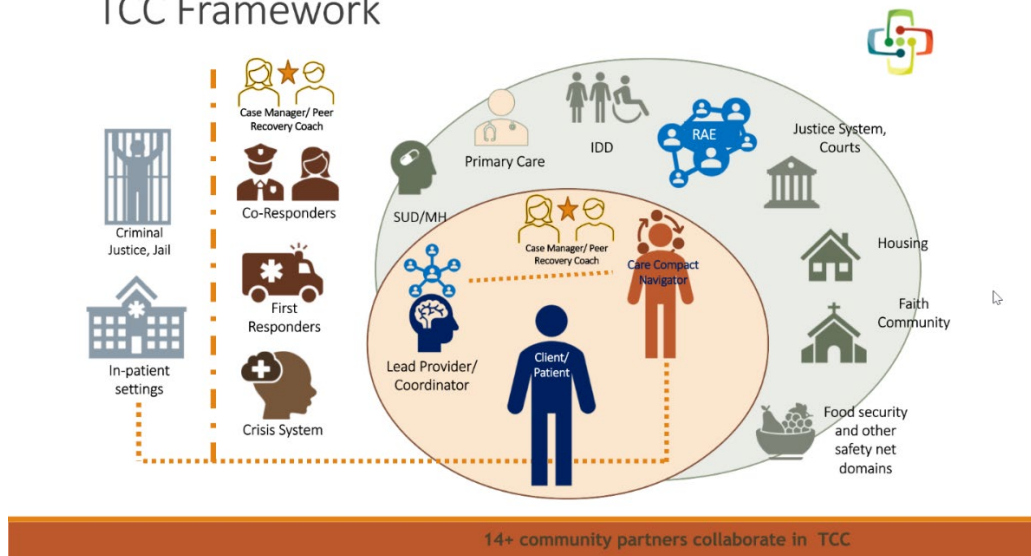 TCC Framework
Case Manager/ Peer
Recovery Coach
Co-Responders
First
Responders
Crisis System
Criminal
Justice, Jail
In-patient
settings
SUD/MH
Primary Care
IDD
RAE
Justice System,
Courts
Housing
Faith
Community
Food security
and other
safety net
domains
Case Manager/ Peer
Recovery Coach
Care Compact
Navigator
Lead Provider/
Coordinator
Client/
Patient
14+ community partners collaborate in TCC